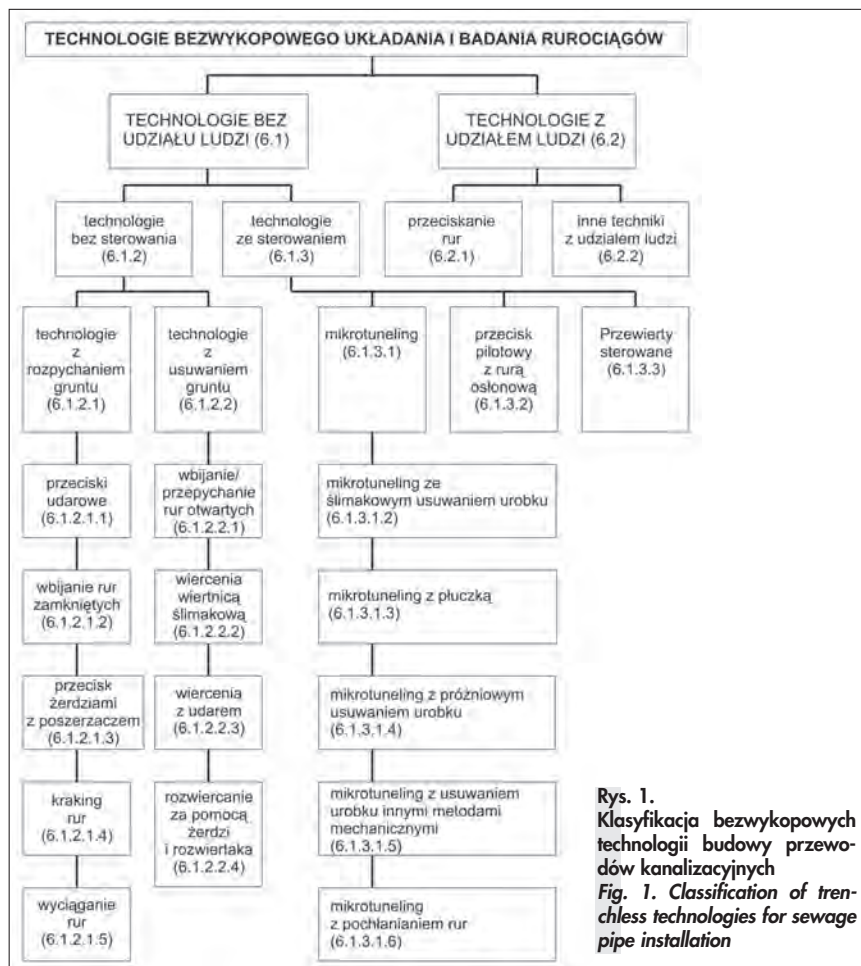 TECHNOLOGIE BEZWYKOPOWEGO UKŁADANIA I BADANIA RUROCIĄGÓW
TECHNOLOGIE BEZ
UDZIAŁU LUDZI (6.1)
TECHNOLOGIE Z
UDZIAŁEM LUDZI (6.2)
technologie
bez sterowania
(6.1.2)
technologie
ze sterowaniem
(6.1.3)
przeciskanie
rur
(6.2.1)
inne techniki
z udziałem ludzi
(6.2.2)
technologie
z
rozpychaniem
gruntu
(6.1.2.1)
technologie
z
usuwaniem
gruntu
(6.1.2.2)
mikrotuneling
(6.1.3.1)
przecisk
pilotowy
z rurą
osłonową
(6.1.3.2)
Przewierty
sterowane
(6.1.3.3)
przeciski
udarowe
(6.1.2.1.1)
wbijanie/
przepychanie
rur otwartych
(6.1.2.2.1)
mikrotuneling ze
ślimakowym usuwaniem urobku
(6.1.3.1.2)
wbijanie rur
zamkniętych
(6.1.2.1.2)
wiercenia
wiertnicą
ślimakową
(6.1.2.2.2)
mikrotuneling z płuczką
(6.1.3.1.3)
przecisk
żerdziami
z poszerzaczem
(6.1.2.1.3)
wiercenia
z udarem
(6.1.2.2.3)
mikrotuneling z próżniowym
usuwaniem urobku
(6.1.3.1.4)
kraking
rur
(6.1.2.1.4)
rozwiercanie
za pomocą
żerdzi
i rozwiertaka
(6.1.2.2.4)
mikrotuneling z usuwaniem
urobku innymi metodami
mechanicznymi
(6.1.3.1.5)
wyciąganie
rur
(6.1.2.1.5)
mikrotuneling
z pochłanianiem rur
(6.1.3.1.6)
Rys. 1.
Klasyfikacja bezwykopowych
technologii budowy przewo-
dów kanalizacyjnych
Fig. 1. Classification of tren-
chless technologies for sewage
pipe installation